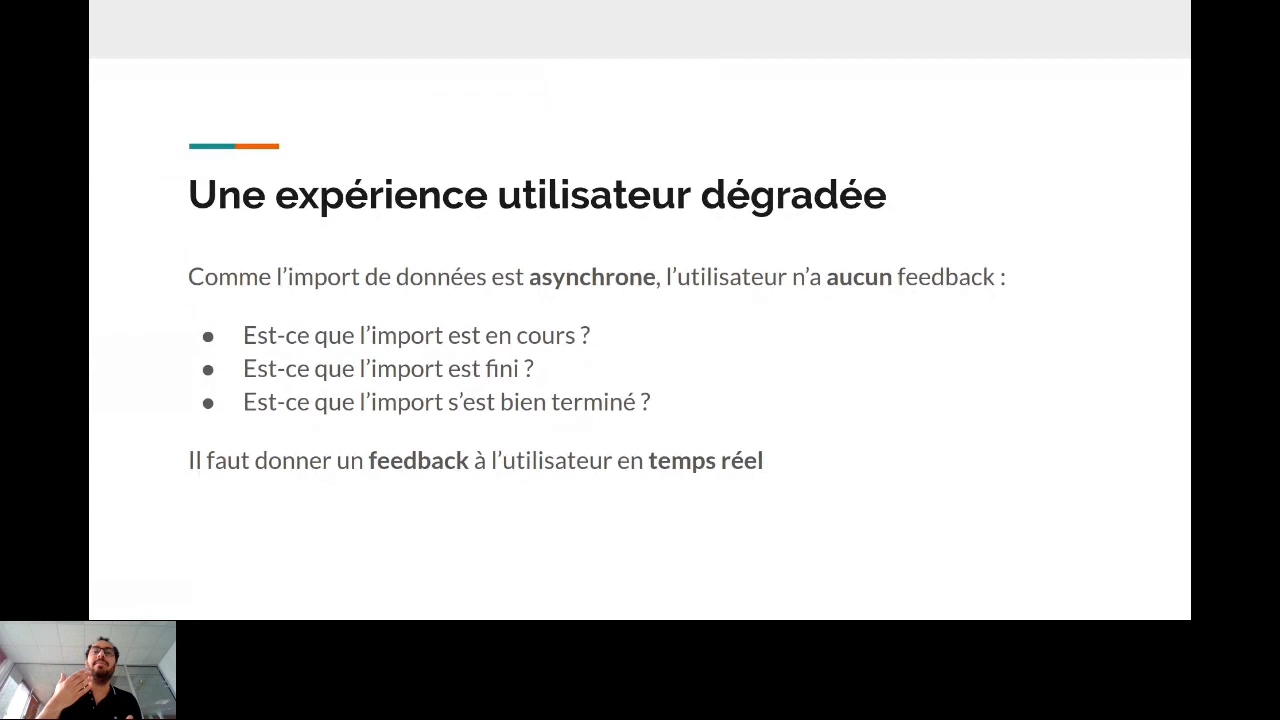 Une expérience utilisateur dégradée
Comme l’import de données est asynchrone, l’utilisateur n’a aucun feedback :
● Est-ce que l’import est en cours ?
● Est-ce que l’import est fini ?
● Est-ce que l’import s’est bien terminé ?
Il faut donner un feedback à l’utilisateur en temps réel